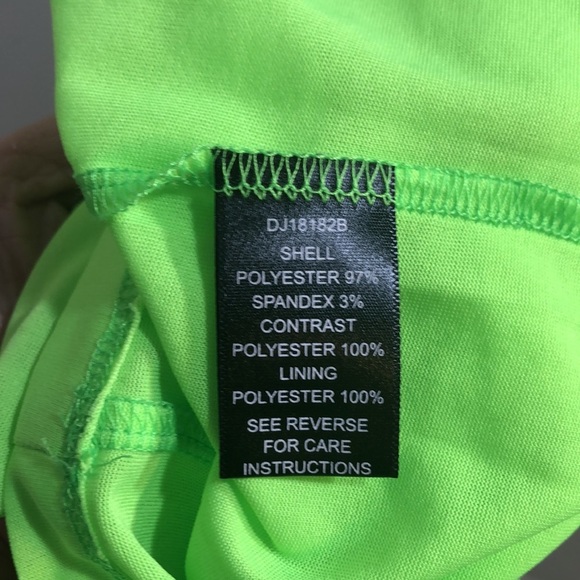 DJ18182B
SHELL
POLYESTER 97%
SPANDEX 3%
CONTRAST
POLYESTER 100%
LINING
POLYESTER 100%
SEE REVERSE
FOR CARE
INSTRUCTIONS